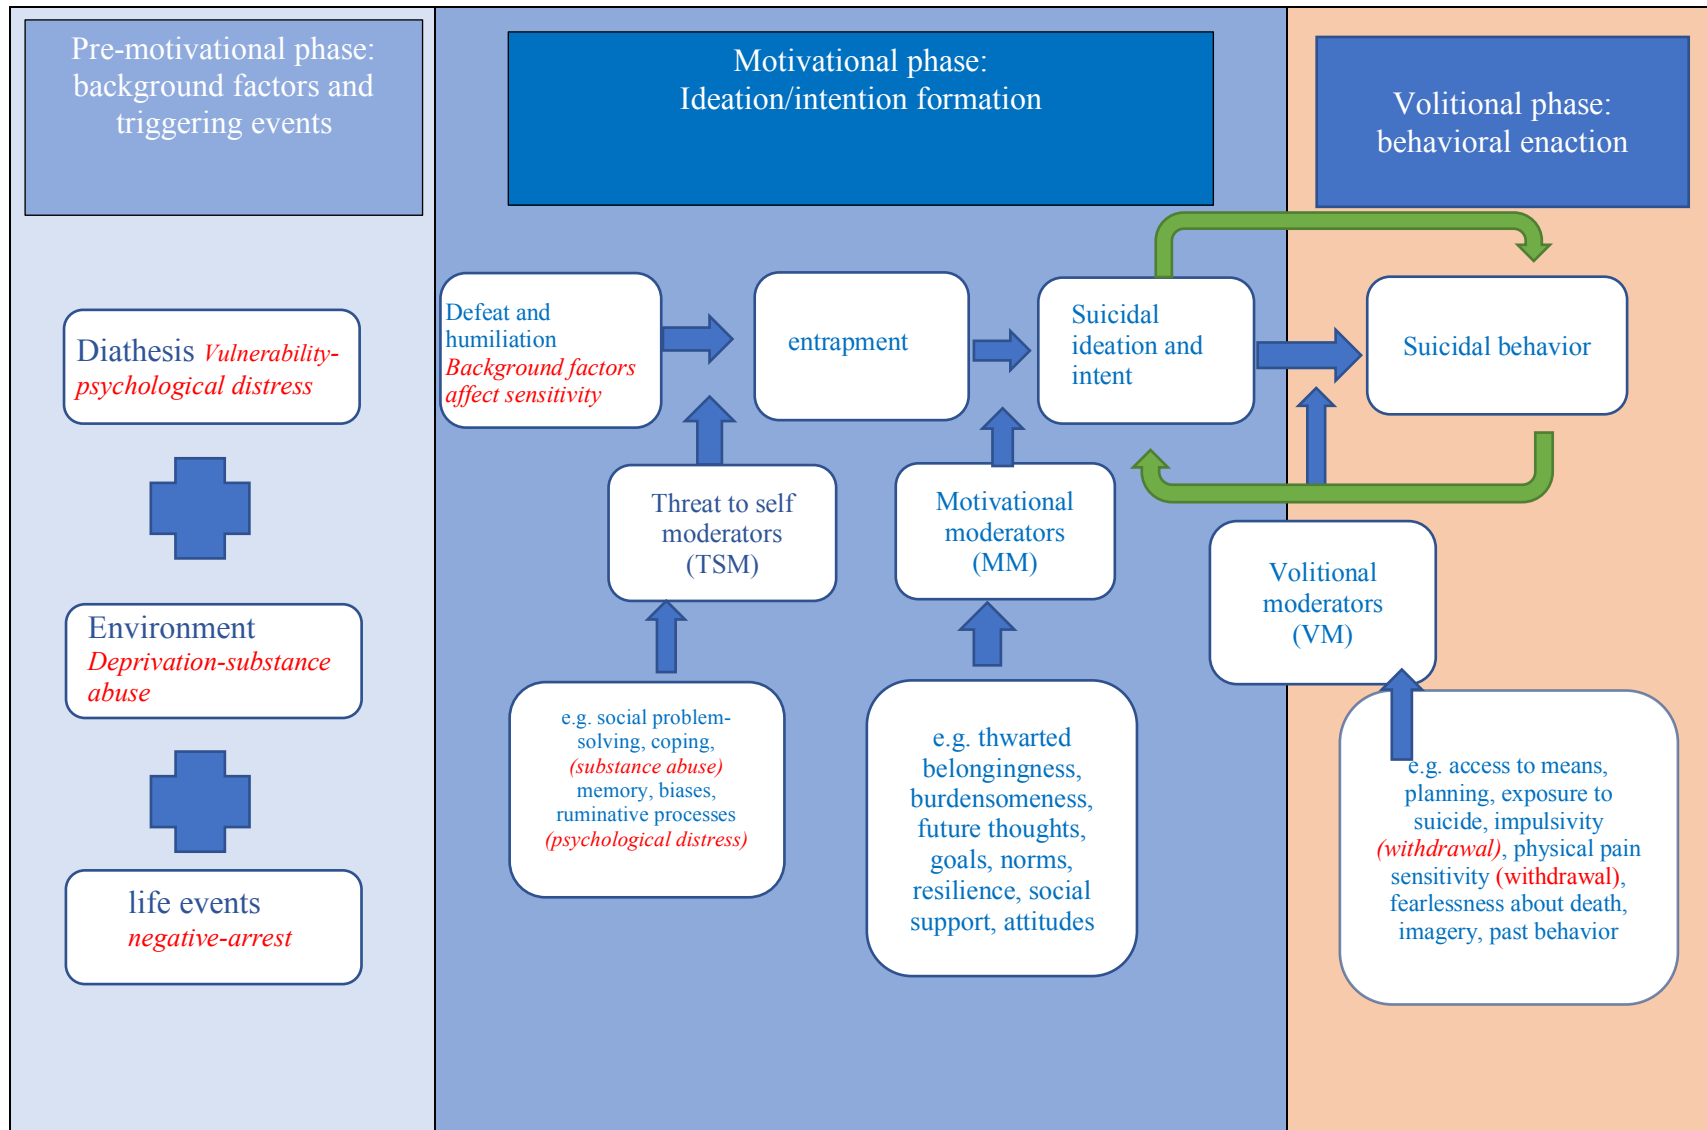 Pre-motivational phase:
background factors and
triggering events
Motivational phase:
Ideation/intention formation
Volitional phase:
behavioral enaction
Diathesis Vulnerability-
psychological distress
Environment
Deprivation-substance
abuse
life events
negative-arrest
Defeat and
humiliation
Background factors
affect sensitivity
entrapment
Suicidal
ideation and
intent
Suicidal behavior
Threat to self
moderators
(TSM)
Motivational
moderators
(MM)
Volitional
moderators
(VM)
e.g. social problem-
solving, coping,
(substance abuse)
memory, biases,
ruminative processes
(psychological distress)
e.g. thwarted
belongingness,
burdensomeness,
future thoughts,
goals, norms,
resilience, social
support, attitudes
e.g. access to means,
planning, exposure to
suicide, impulsivity
(withdrawal), physical pain
sensitivity (withdrawal),
fearlessness about death,
imagery, past behavior